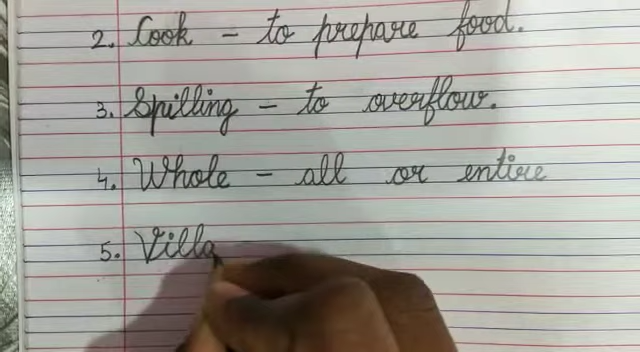 2. Cook - to prepare food.
3. Spilling - to overflow.
4. Whole - all or entire
5. Villa